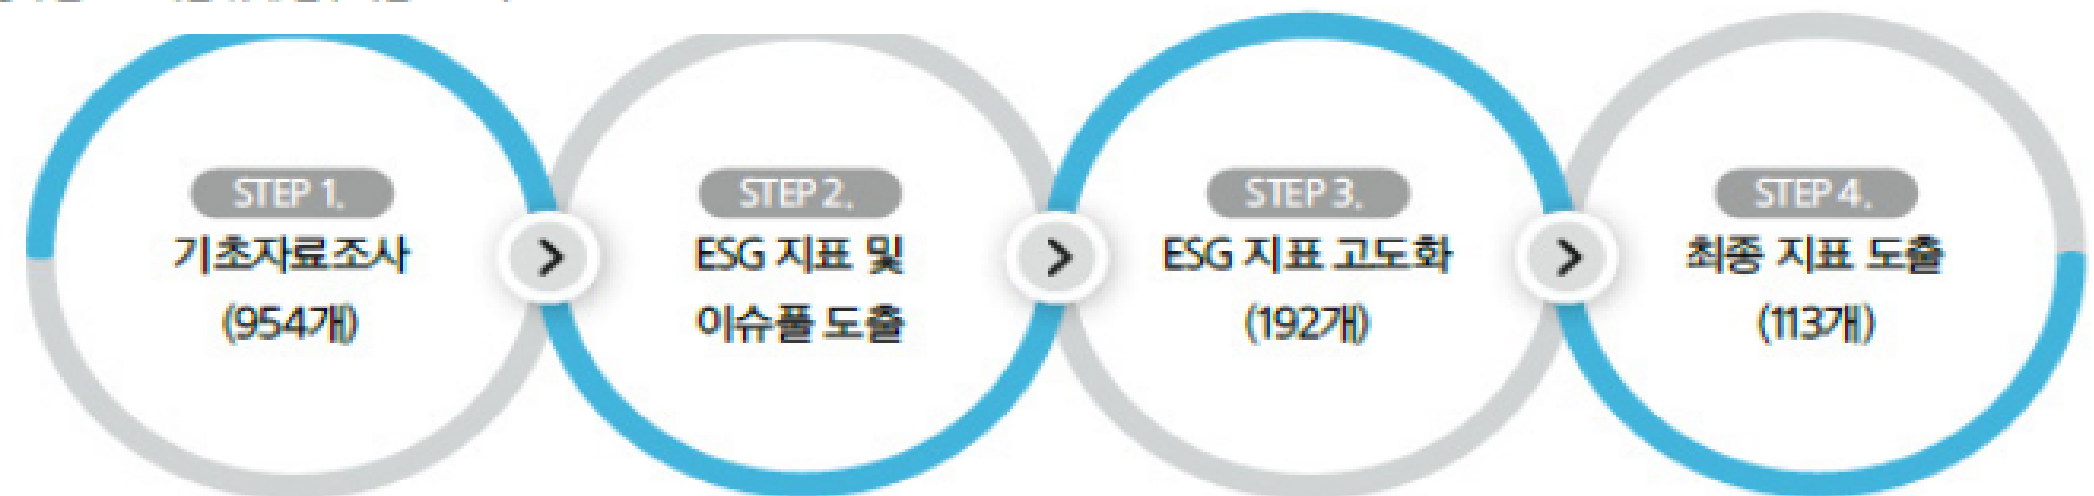 STEP 1.
기초자료조사
(954개)
STEP 2.
ESG 지표 및
이슈풀 도출
STEP 3.
ESG 지표 고도화
(192개)
STEP 4.
최종 지표 도출
(113개)